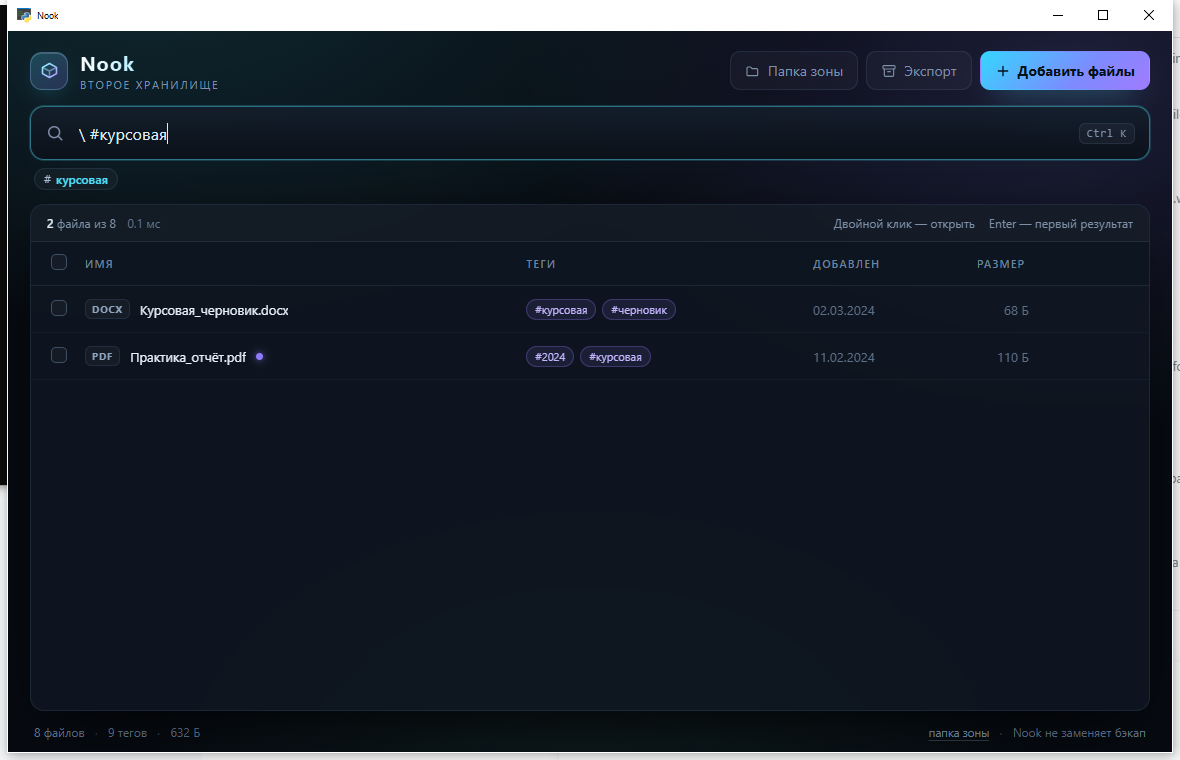 Nook
Nook
ВТОРОЕ ХРАНИЛИЩЕ
Папка зоны
Экспорт
+ Добавить файлы
\ #курсовая
Ctrl K
# курсовая
2 файла из 8 0.1 мс
Двойной клик — открыть Enter — первый результат
ИМЯ ТЕГИ ДОБАВЛЕН РАЗМЕР
DOCX Курсовая_черновик.docx #курсовая #черновик 02.03.2024 68 Б
PDF Практика_отчёт.pdf #2024 #курсовая 11.02.2024 110 Б
8 файлов · 9 тегов · 632 Б
папка зоны · Nook не заменяет бэкап